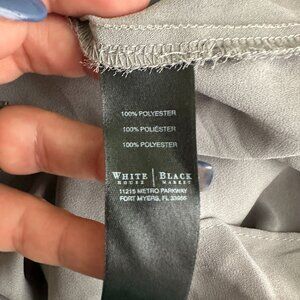 100% POLYESTER
100% POLIÉSTER
100% POLYESTER
WHITE | BLACK
HOUSE | MARKET
11215 METRO PARKWAY
FORT MYERS, FL 33966